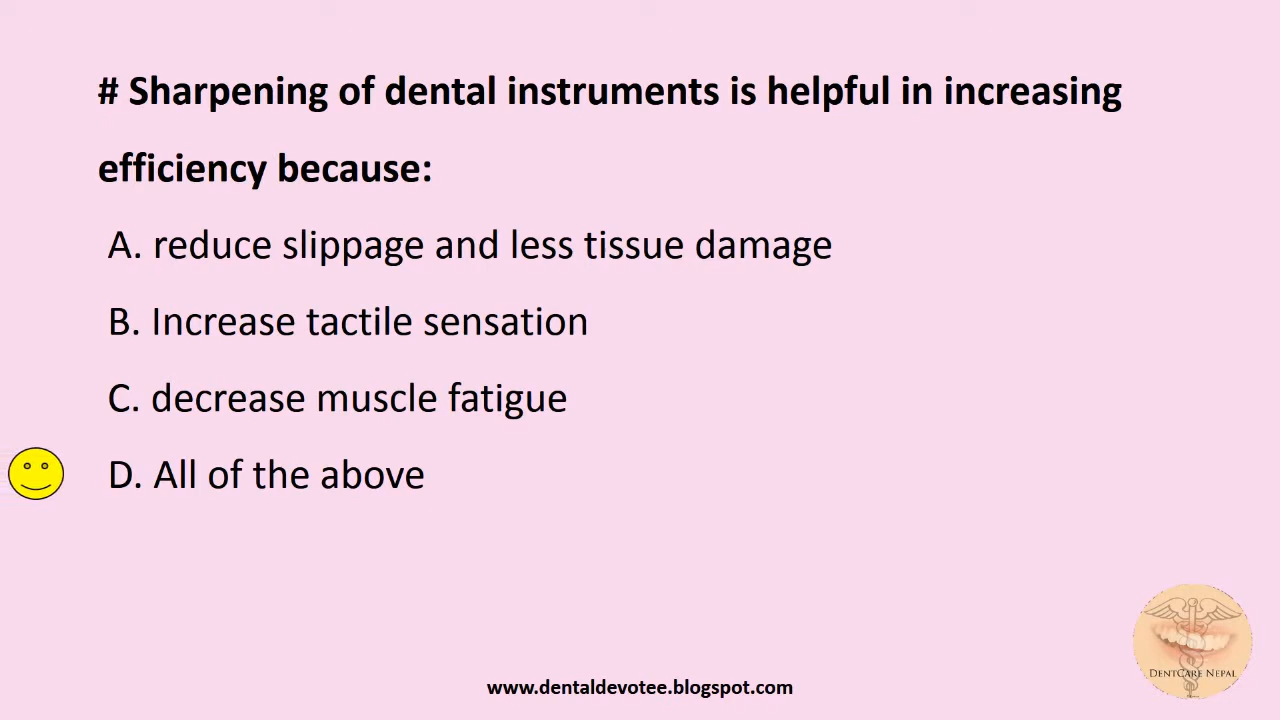 # Sharpening of dental instruments is helpful in increasing
efficiency because:
A. reduce slippage and less tissue damage
B. Increase tactile sensation
C. decrease muscle fatigue
D. All of the above
DentCare Nepal
www.dentaldevotee.blogspot.com